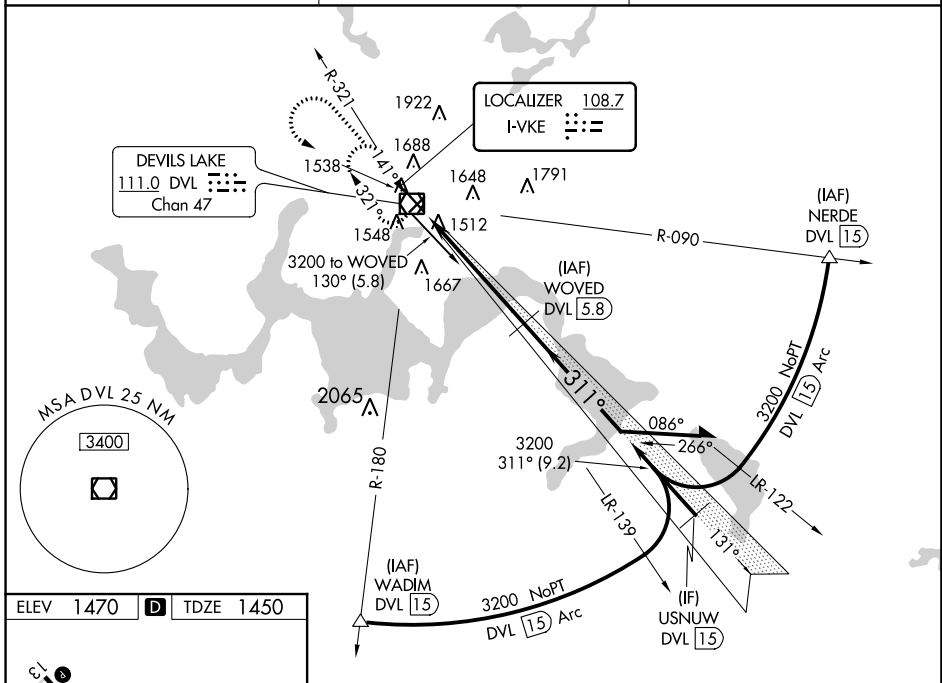 R-321
1922
LOCALIZER 108.7
I-VKE
1688
141°
1538
DEVILS LAKE
111.0 DVL
Chan 47
1648
1791
321°
1548
1512
(IAF)
NERDE
DVL 15
R-090
3200 to WOVED
130° (5.8)
1667
(IAF)
WOVED
DVL 5.8
311°
3200 NoPT
DVL 15 Arc
2065
MSA DVL 25 NM
3400
086°
266°
3200
311° (9.2)
R-180
LR-139
LR-122
131°
(IAF)
WADIM
DVL 15
3200 NoPT
DVL 15 Arc
(IF)
USNUW
DVL 15
ELEV 1470 D TDZE 1450
13
P